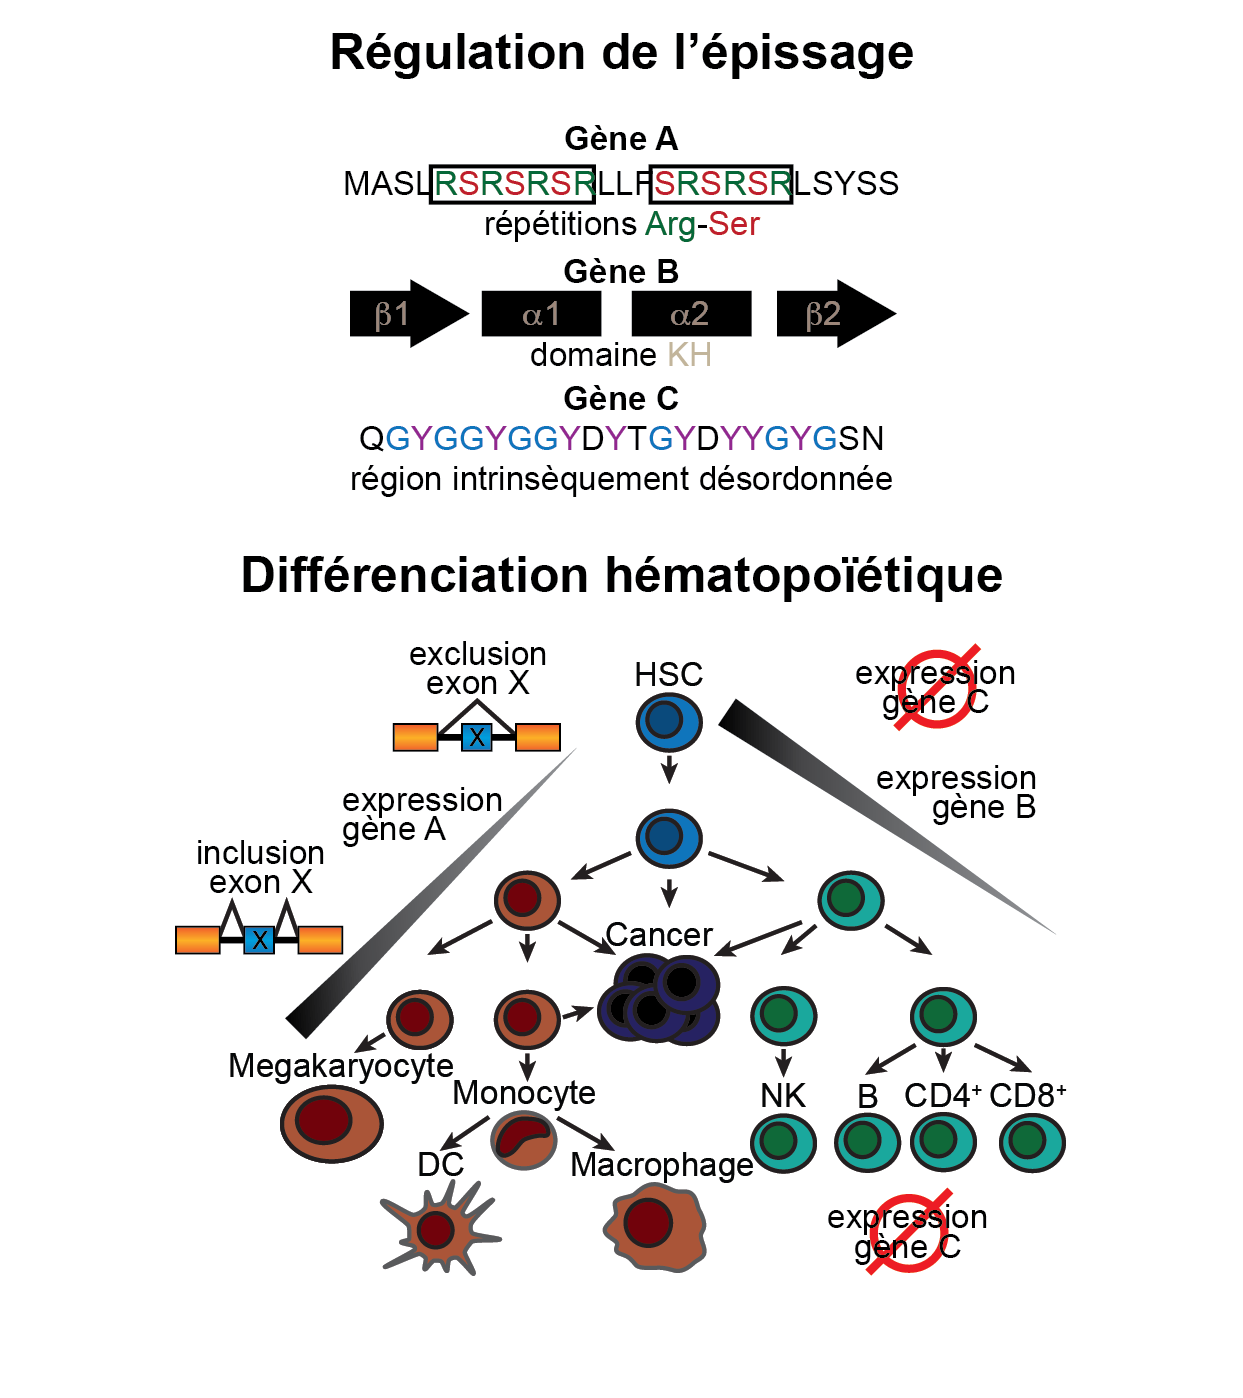 Régulation de l’épissage
Gène A
MASLRSRSRSRLLFSRSRSRLSYSS
répétitions Arg-Ser
Gène B
β1 α1 α2 β2
domaine KH
Gène C
QGYGGYGGYDYTGYDYYGYGSN
région intrinsèquement désordonnée
Différenciation hématopoïétique
exclusion
exon X
X
HSC
expression
gène C
expression
gène B
expression
gène A
inclusion
exon X
X
Cancer
Megakaryocyte
Monocyte
NK
B
CD4⁺
CD8⁺
DC
Macrophage
expression
gène C